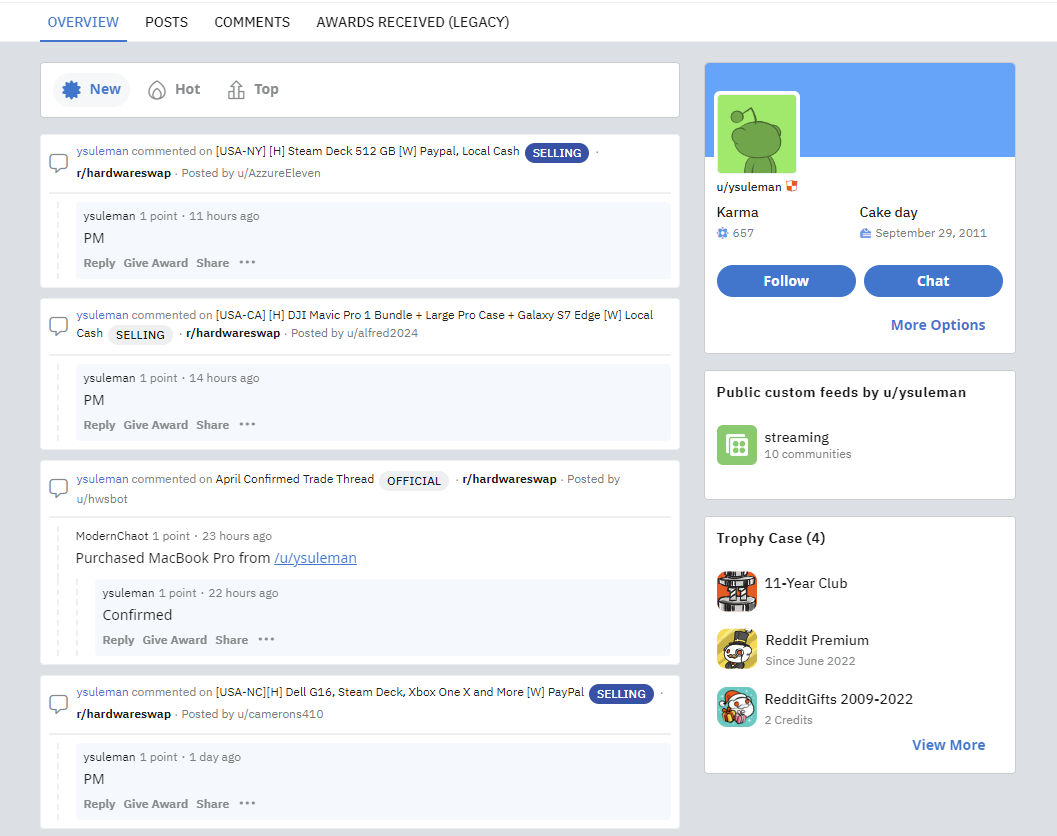 OVERVIEW POSTS COMMENTS AWARDS RECEIVED (LEGACY)
New Hot Top
ysuleman commented on [USA-NY] [H] Steam Deck 512 GB [W] Paypal, Local Cash SELLING ·
r/hardwareswap · Posted by u/AzzureEleven
ysuleman 1 point · 11 hours ago
PM
Reply Give Award Share ···
ysuleman commented on [USA-CA] [H] DJI Mavic Pro 1 Bundle + Large Pro Case + Galaxy S7 Edge [W] Local
Cash SELLING · r/hardwareswap · Posted by u/alfred2024
ysuleman 1 point · 14 hours ago
PM
Reply Give Award Share ···
ysuleman commented on April Confirmed Trade Thread OFFICIAL · r/hardwareswap · Posted by
u/hwsbot
ModernChaot 1 point · 23 hours ago
Purchased MacBook Pro from /u/ysuleman
ysuleman 1 point · 22 hours ago
Confirmed
Reply Give Award Share ···
ysuleman commented on [USA-NC][H] Dell G16, Steam Deck, Xbox One X and More [W] PayPal SELLING ·
r/hardwareswap · Posted by u/camerons410
ysuleman 1 point · 1 day ago
PM
Reply Give Award Share ···
u/ysuleman
Karma Cake day
657 September 29, 2011
Follow Chat
More Options
Public custom feeds by u/ysuleman
streaming
10 communities
Trophy Case (4)
11-Year Club
Reddit Premium
Since June 2022
RedditGifts 2009-2022
2 Credits
View More